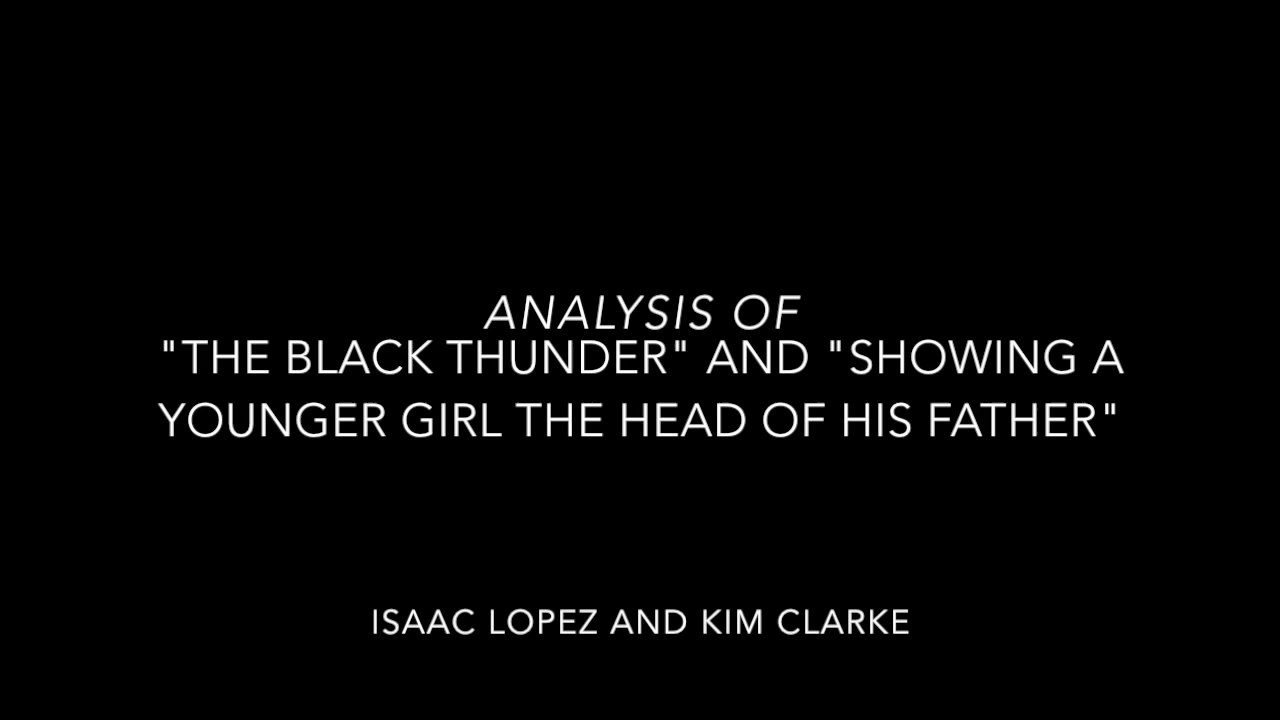 ANALYSIS OF
"THE BLACK THUNDER" AND "SHOWING A
YOUNGER GIRL THE HEAD OF HIS FATHER"
ISAAC LOPEZ AND KIM CLARKE